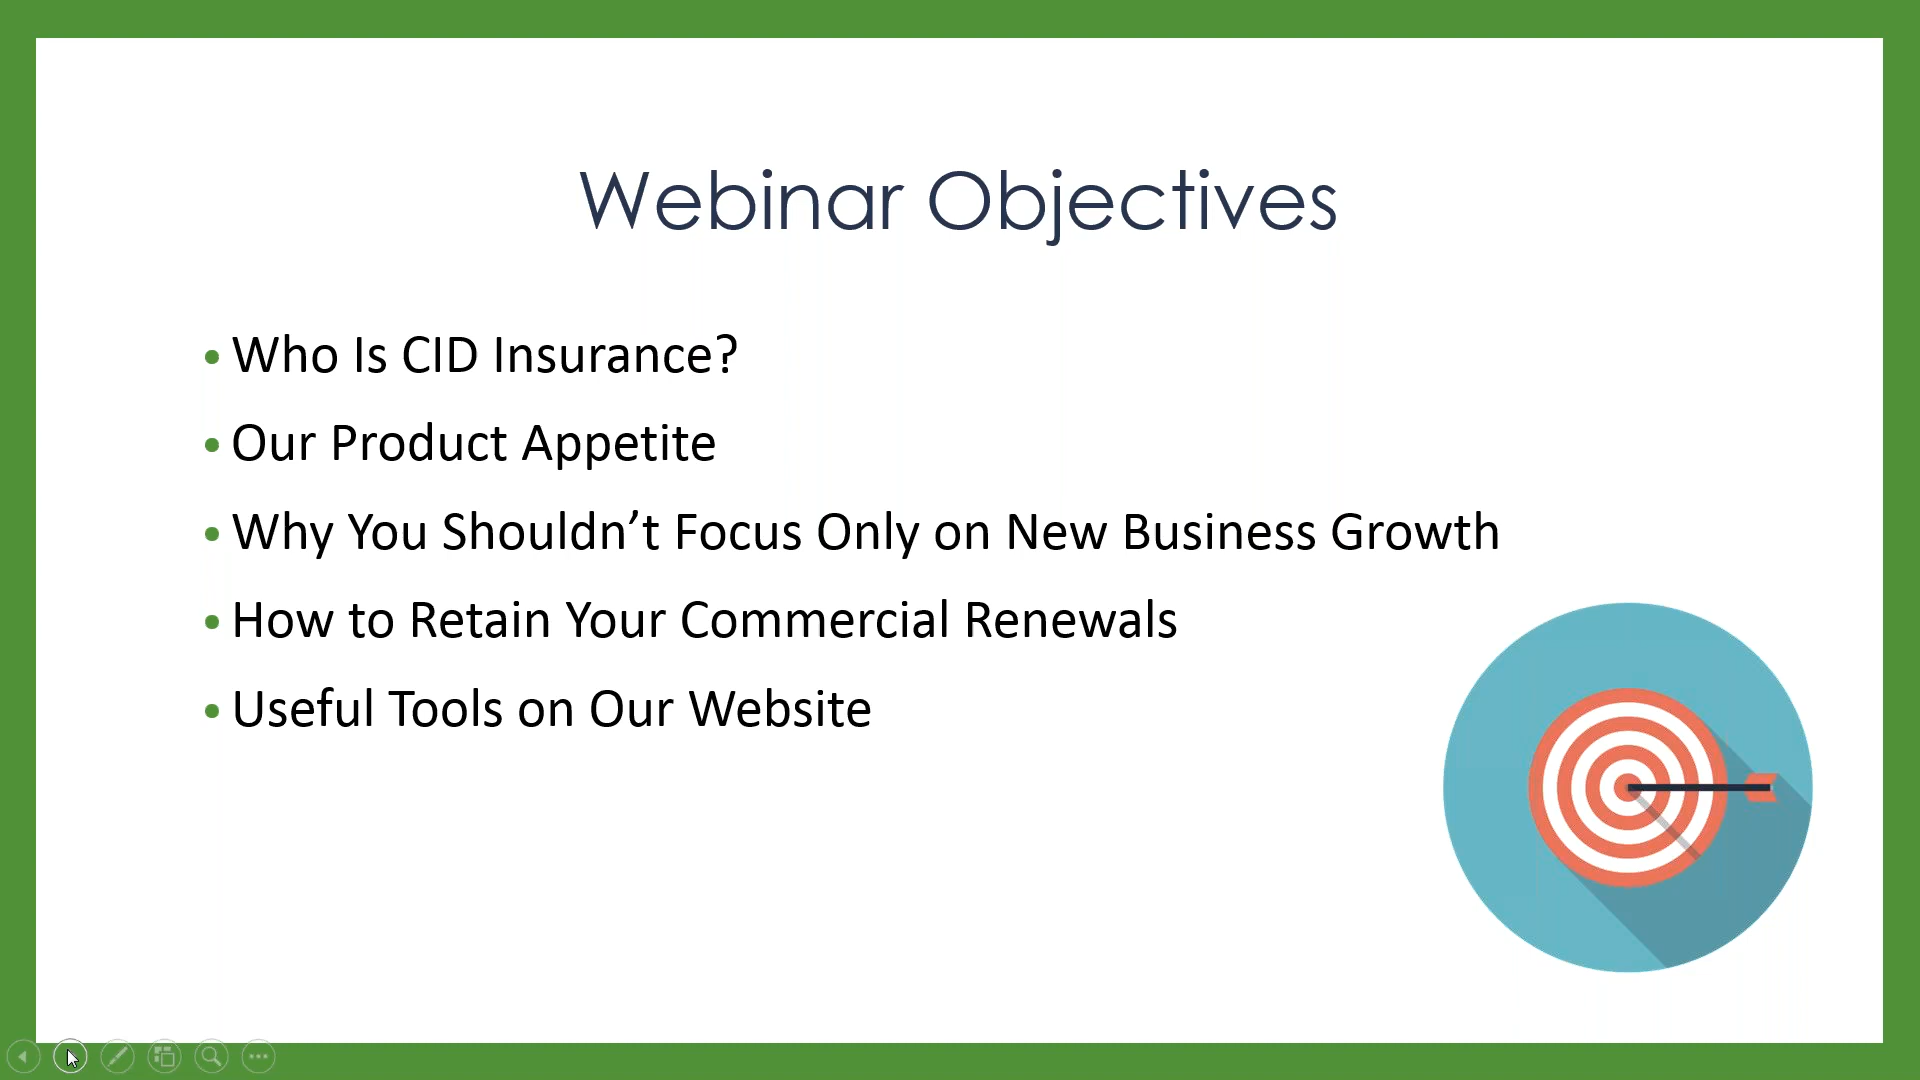 Webinar Objectives
• Who Is CID Insurance?
• Our Product Appetite
• Why You Shouldn’t Focus Only on New Business Growth
• How to Retain Your Commercial Renewals
• Useful Tools on Our Website